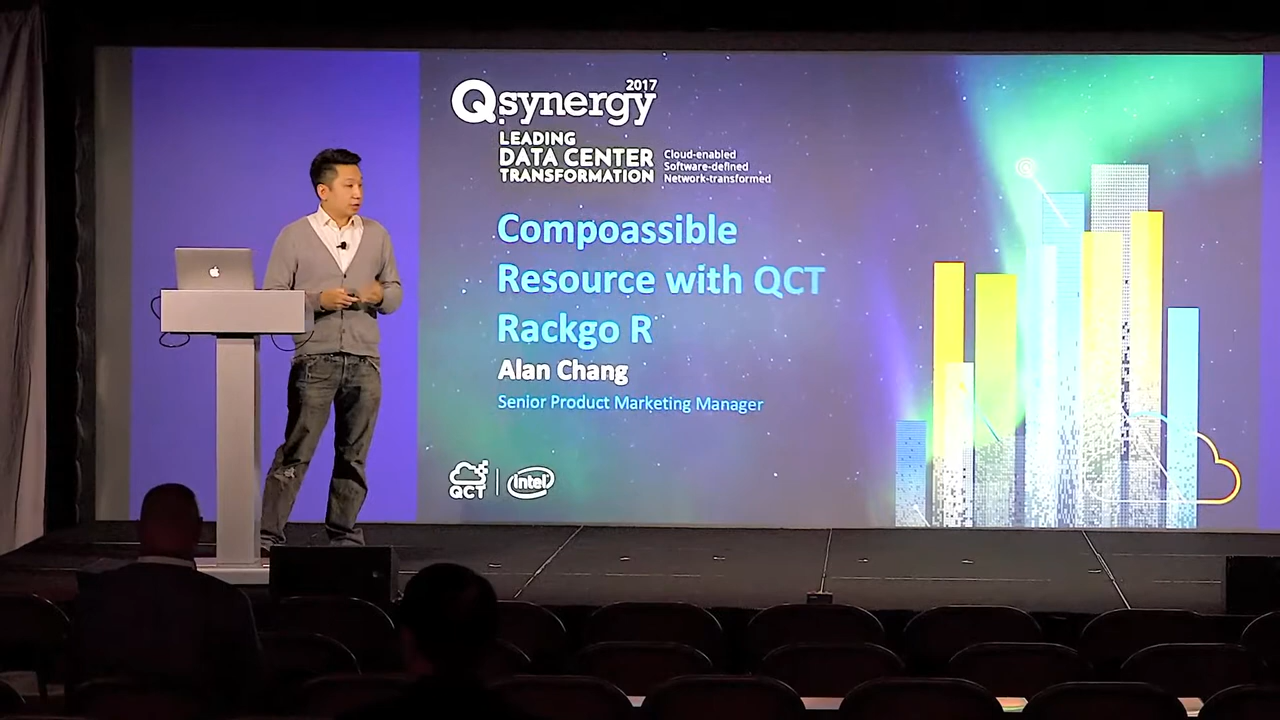 Qsynergy 2017
LEADING
DATA CENTER
TRANSFORMATION
Cloud-enabled
Software-defined
Network-transformed
Compoassible
Resource with QCT
Rackgo R
Alan Chang
Senior Product Marketing Manager
QCT
intel